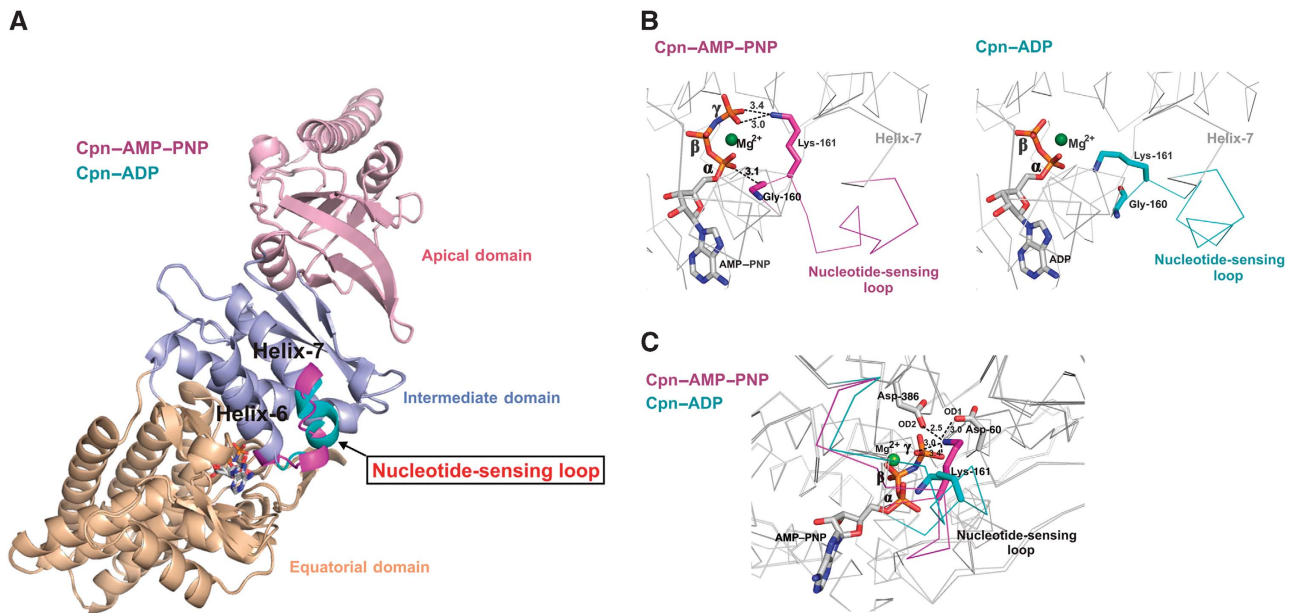 A
Cpn–AMP–PNP
Cpn–ADP
Apical domain
Helix-7
Helix-6
Intermediate domain
Nucleotide-sensing loop
Equatorial domain
B
Cpn–AMP–PNP
γ
3.4
3.0
Mg2+
Lys-161
Helix-7
β
α
3.1
Gly-160
AMP–PNP
Nucleotide-sensing
loop
Cpn–ADP
Mg2+
Helix-7
β
Lys-161
α
Gly-160
ADP
Nucleotide-sensing
loop
C
Cpn–AMP–PNP
Cpn–ADP
Asp-386
OD1
OD2
2.5
3.0
Asp-60
Mg2+
γ
3.0
3.4
Lys-161
β
α
AMP–PNP
Nucleotide-sensing
loop